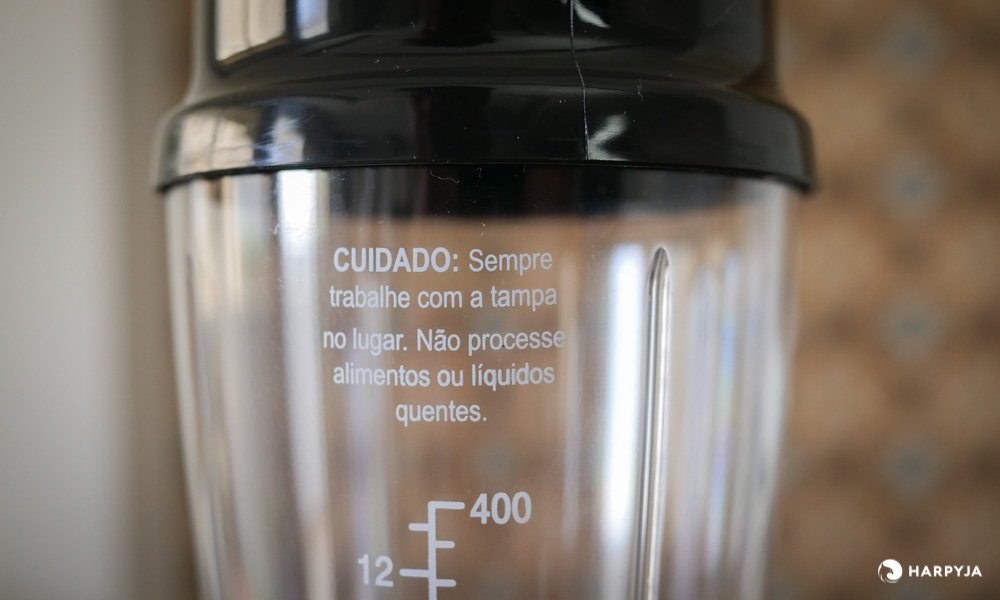 CUIDADO: Sempre
trabalhe com a tampa
no lugar. Não processe
alimentos ou líquidos
quentes.
400
12
HARPYJA